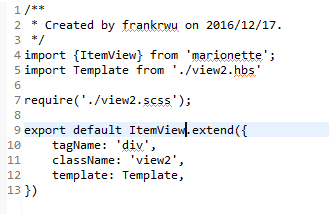 1 /**
2  * Created by frankrwu on 2016/12/17.
3  */
4 import {ItemView} from 'marionette';
5 import Template from './view2.hbs'
6
7 require('./view2.scss');
8
9 export default ItemView.extend({
10     tagName: 'div',
11     className: 'view2',
12     template: Template,
13 })